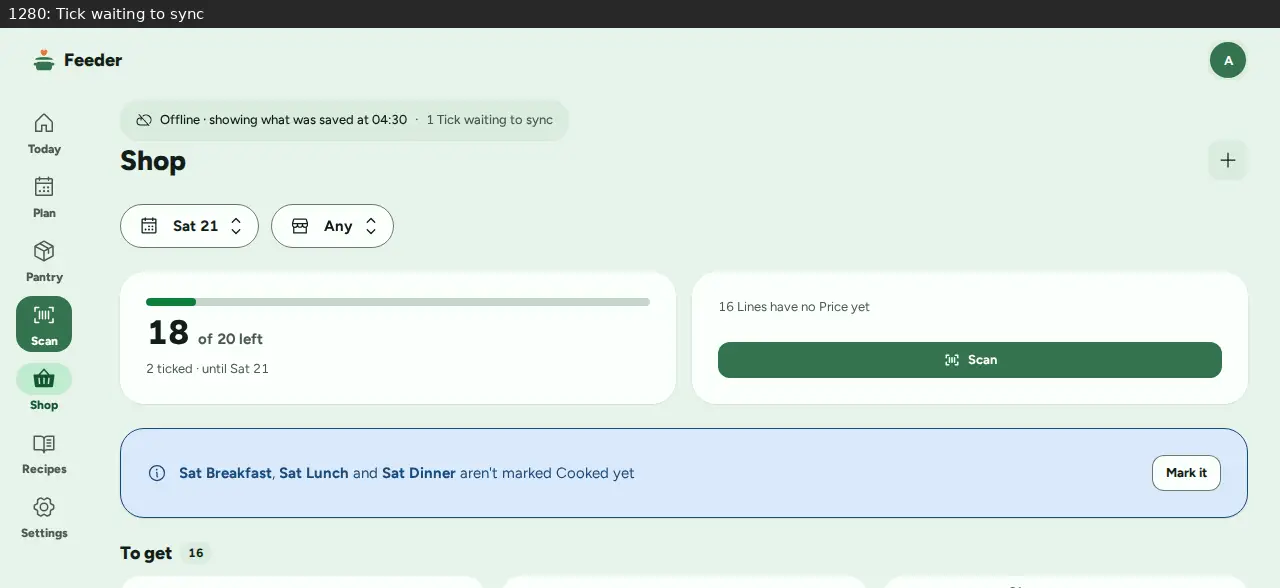 1280: Tick waiting to sync
Feeder
A
Offline · showing what was saved at 04:30 · 1 Tick waiting to sync
Today
Shop
Plan
Sat 21
Any
Pantry
Scan
18 of 20 left
2 ticked · until Sat 21
16 Lines have no Price yet
Scan
Shop
Recipes
Sat Breakfast, Sat Lunch and Sat Dinner aren't marked Cooked yet
Mark it
Settings
To get 16